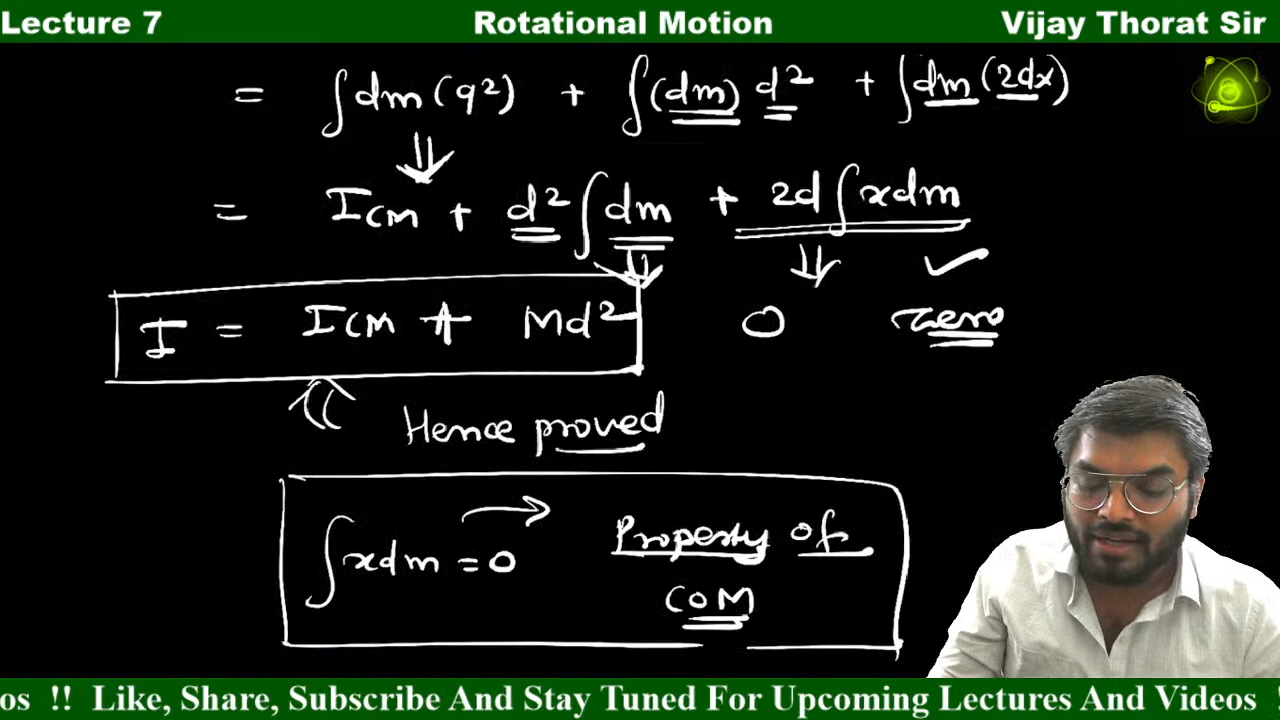 Lecture 7 Rotational Motion Vijay Thorat Sir
= ∫dm(q²) + ∫(dm) d² + ∫dm(2dx)
= ICM + d²∫dm + 2d∫xdm
I = ICM + Md² 0 zero
Hence proved
∫xdm = 0 → Property of
COM
os !! Like, Share, Subscribe And Stay Tuned For Upcoming Lectures And Videos